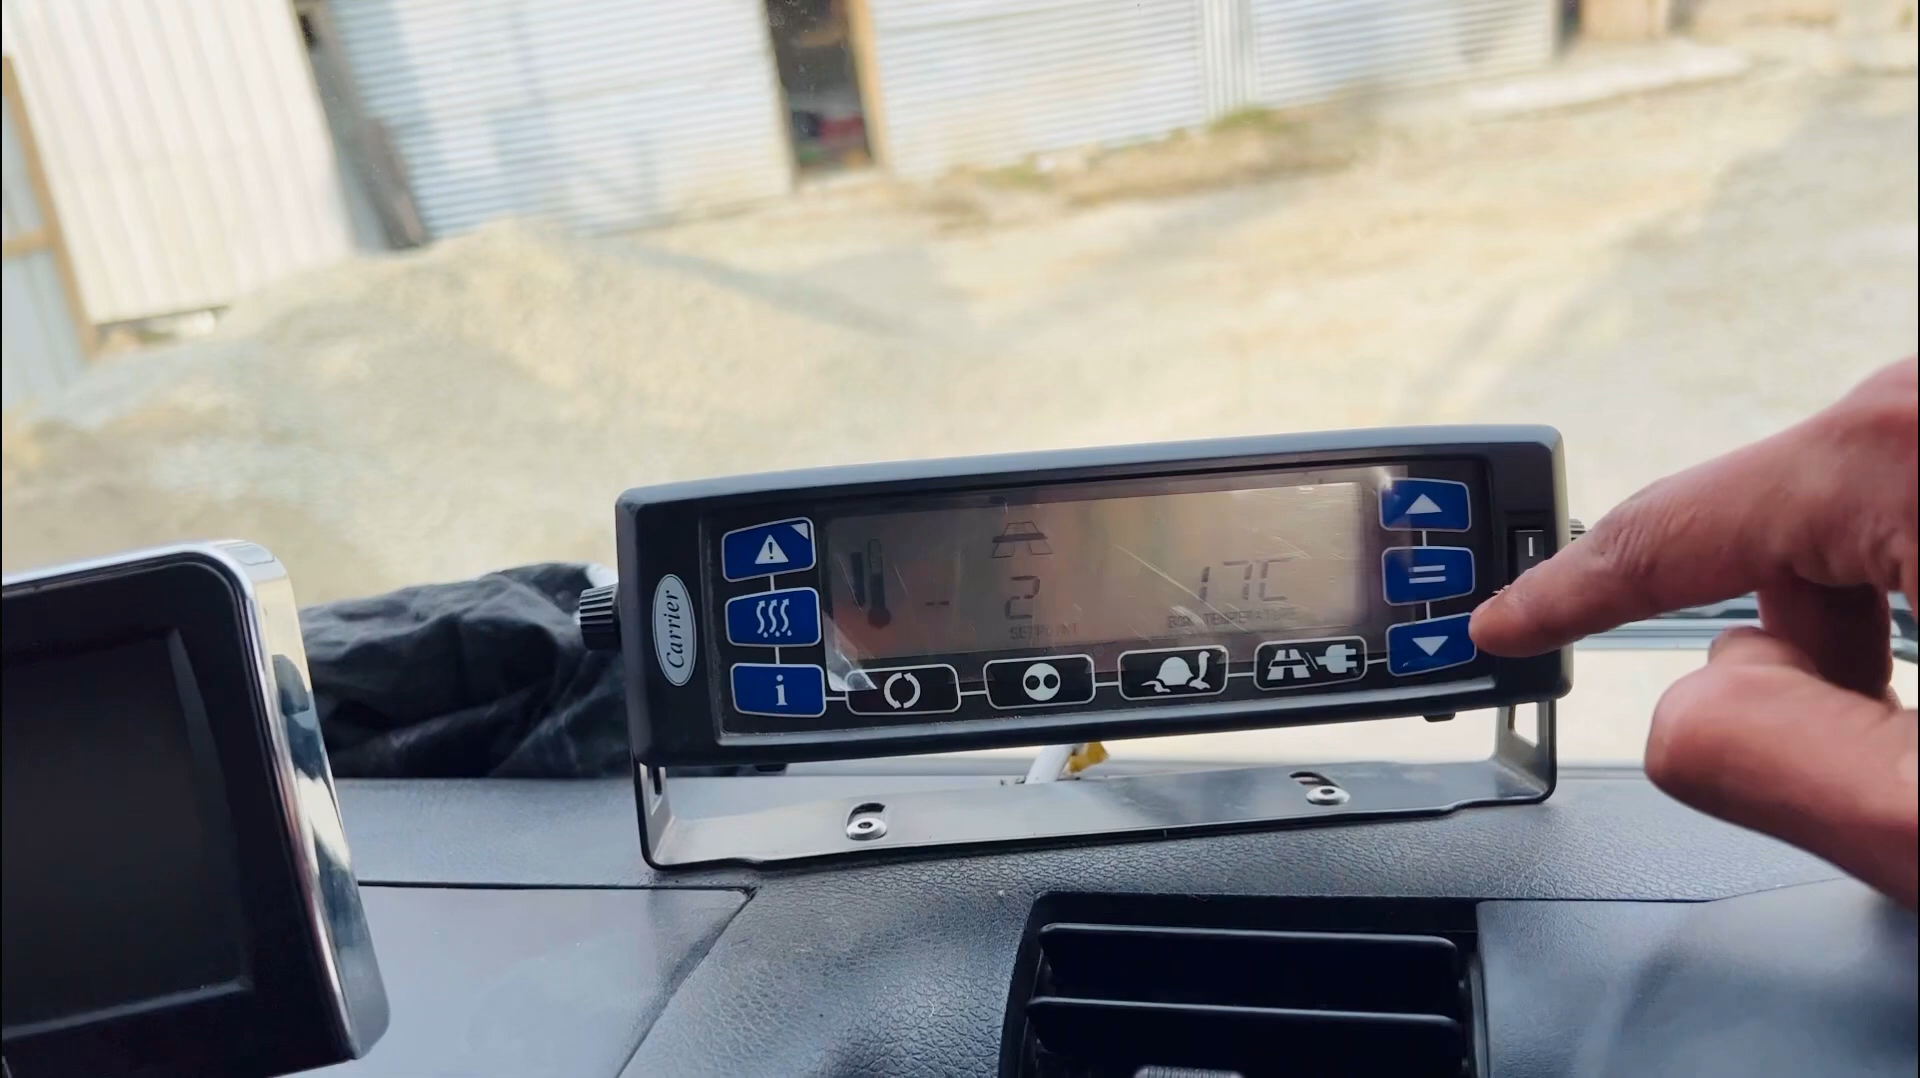 Carrier
- 2
17C
SETPOINT
BOX TEMPERATURE
i
I